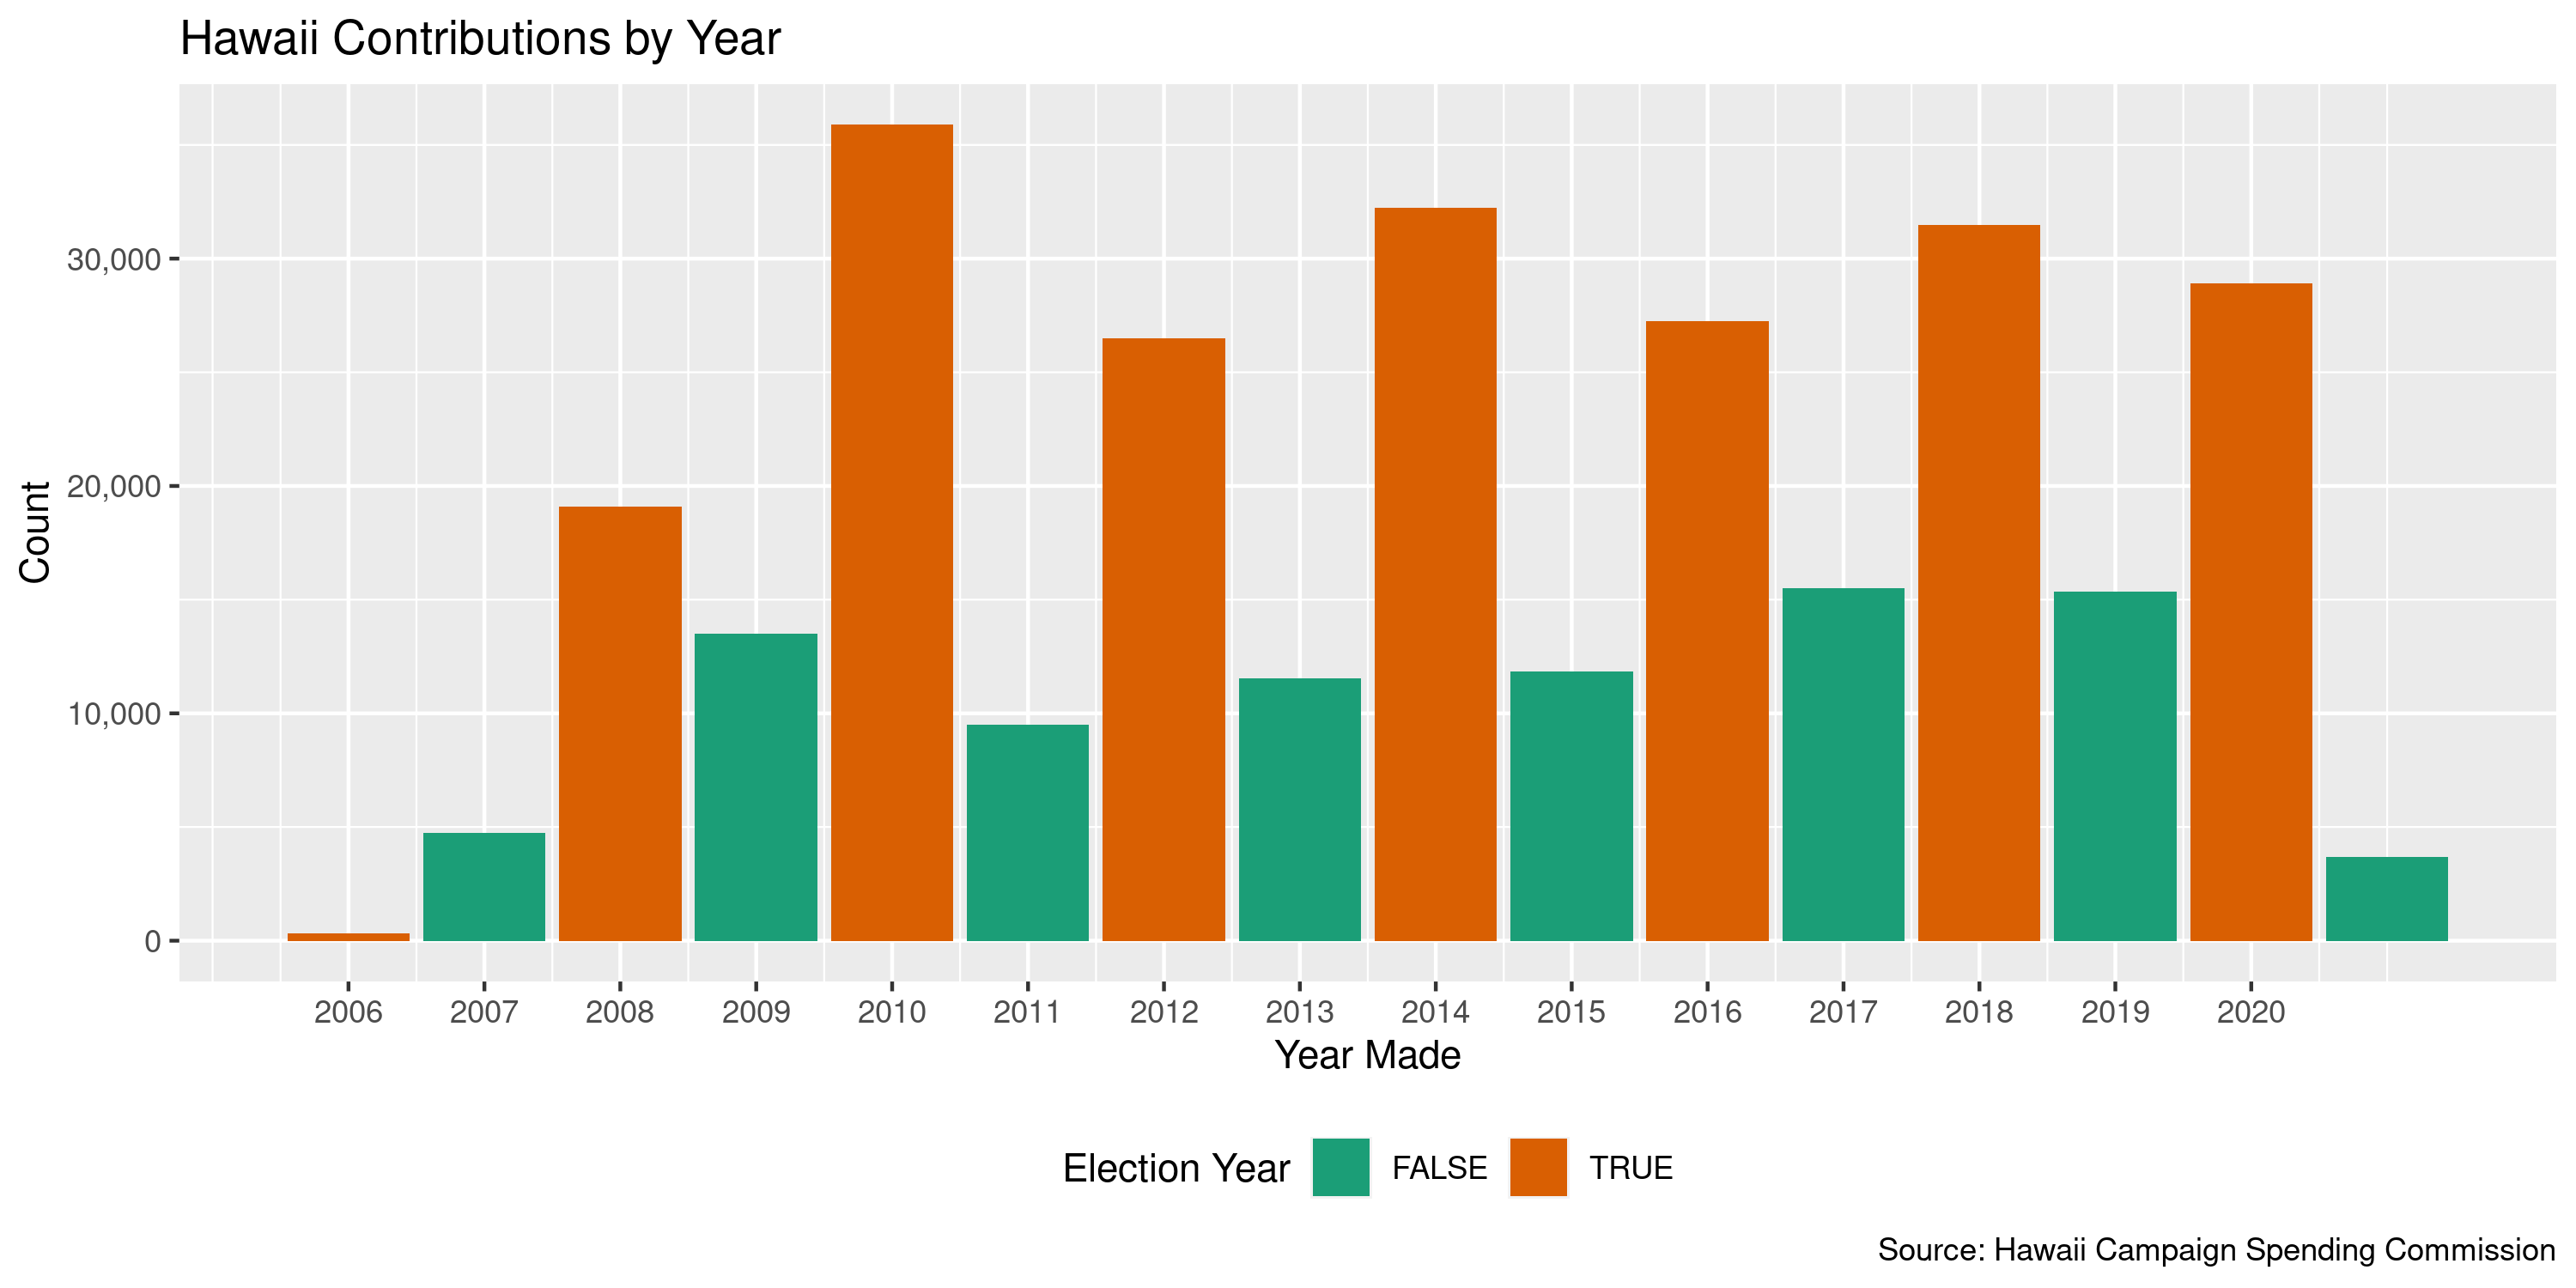 Hawaii Contributions by Year
Count
30,000
20,000
10,000
0
2006 2007 2008 2009 2010 2011 2012 2013 2014 2015 2016 2017 2018 2019 2020
Year Made
Election Year FALSE TRUE
Source: Hawaii Campaign Spending Commission